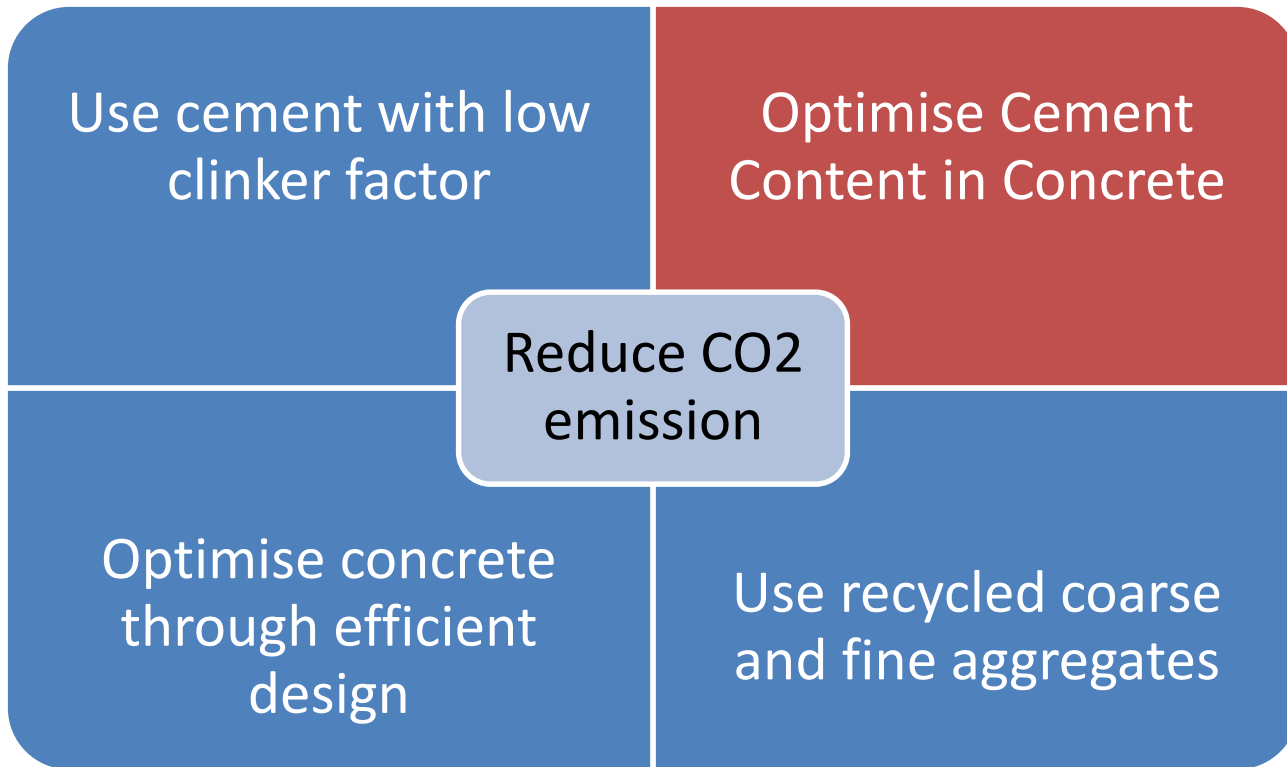 Use cement with low
clinker factor
Optimise Cement
Content in Concrete
Reduce CO2
emission
Optimise concrete
through efficient
design
Use recycled coarse
and fine aggregates